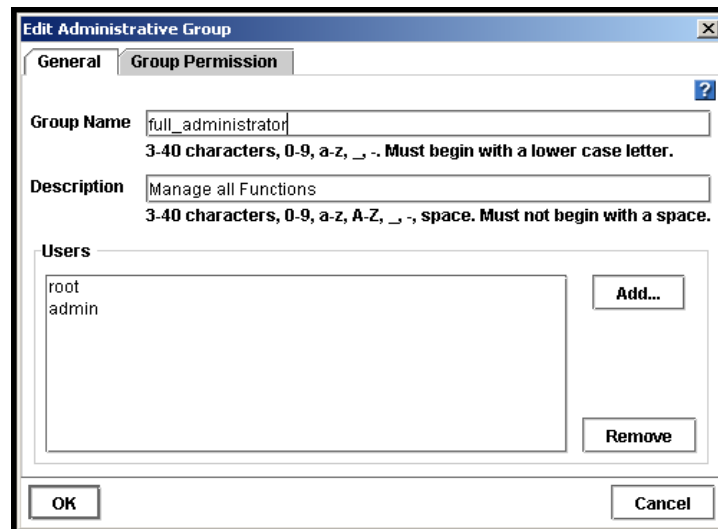 Edit Administrative Group
General
Group Permission
?
Group Name
full_administrator
3-40 characters, 0-9, a-z, _, -. Must begin with a lower case letter.
Description
Manage all Functions
3-40 characters, 0-9, a-z, A-Z, _, -, space. Must not begin with a space.
Users
root
admin
Add...
Remove
OK
Cancel